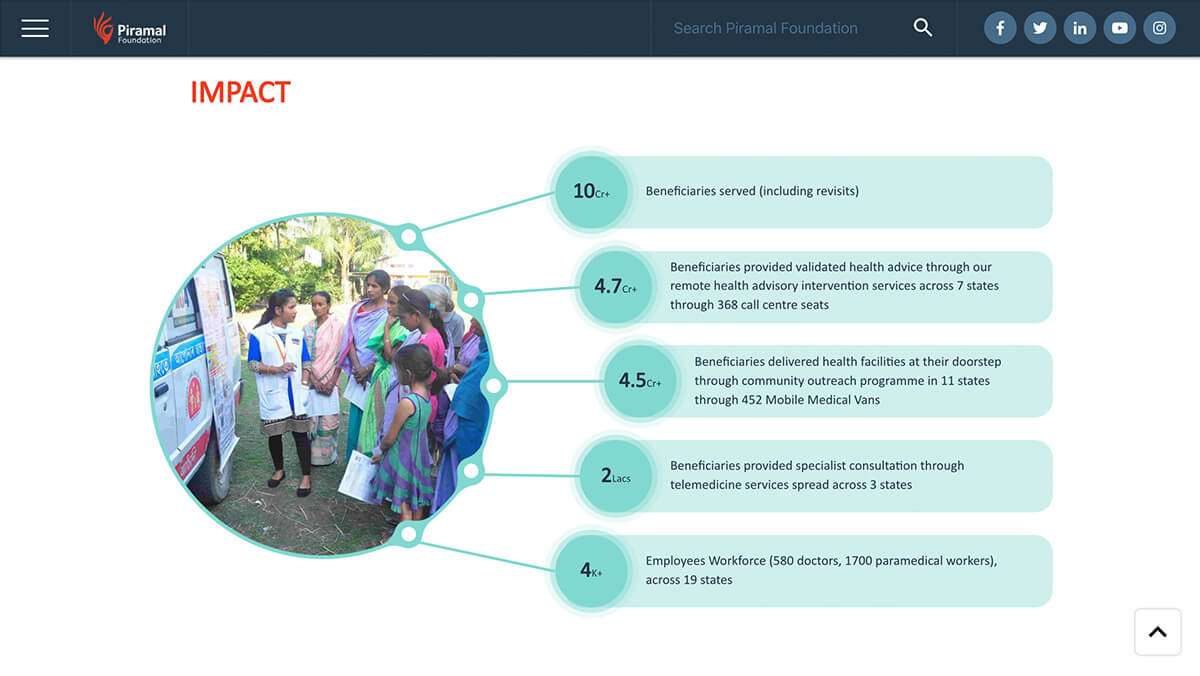 Piramal
Foundation
Search Piramal Foundation
IMPACT
10Cr+
Beneficiaries served (including revisits)
4.7Cr+
Beneficiaries provided validated health advice through our
remote health advisory intervention services across 7 states
through 368 call centre seats
4.5Cr+
Beneficiaries delivered health facilities at their doorstep
through community outreach programme in 11 states
through 452 Mobile Medical Vans
2Lacs
Beneficiaries provided specialist consultation through
telemedicine services spread across 3 states
4K+
Employees Workforce (580 doctors, 1700 paramedical workers),
across 19 states